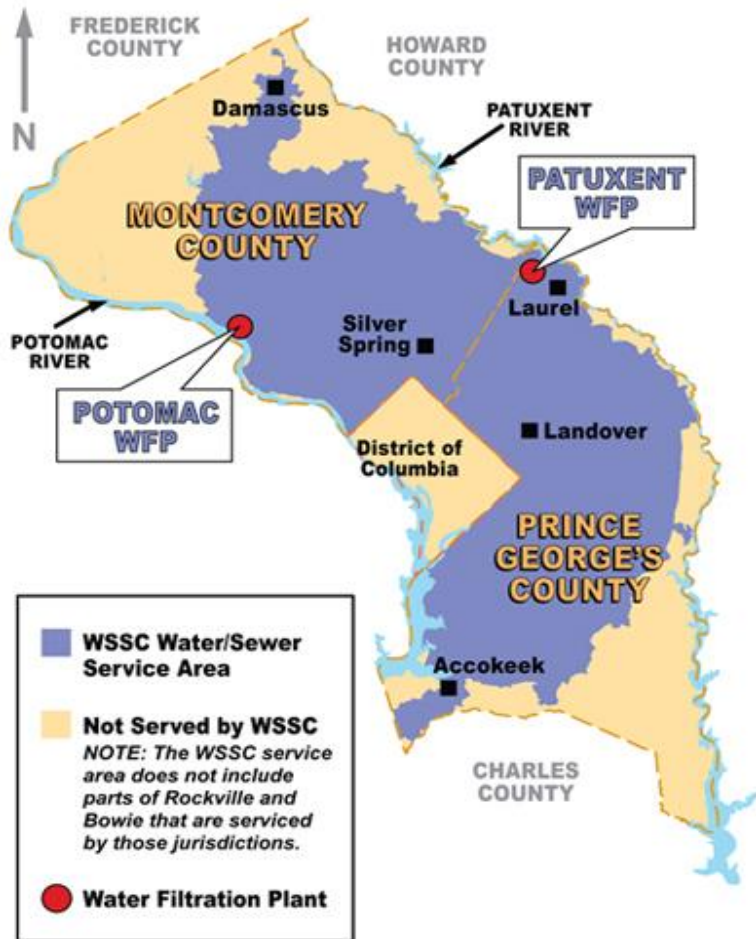 FREDERICK
COUNTY
HOWARD
COUNTY
N
Damascus
PATUXENT
RIVER
PATUXENT
WFP
MONTGOMERY
COUNTY
Laurel
Silver
Spring
POTOMAC
RIVER
POTOMAC
WFP
Landover
District of
Columbia
PRINCE
GEORGE'S
COUNTY
WSSC Water/Sewer
Service Area
Accokeek
Not Served by WSSC
NOTE: The WSSC service
area does not include
parts of Rockville and
Bowie that are serviced
by those jurisdictions.
CHARLES
COUNTY
Water Filtration Plant